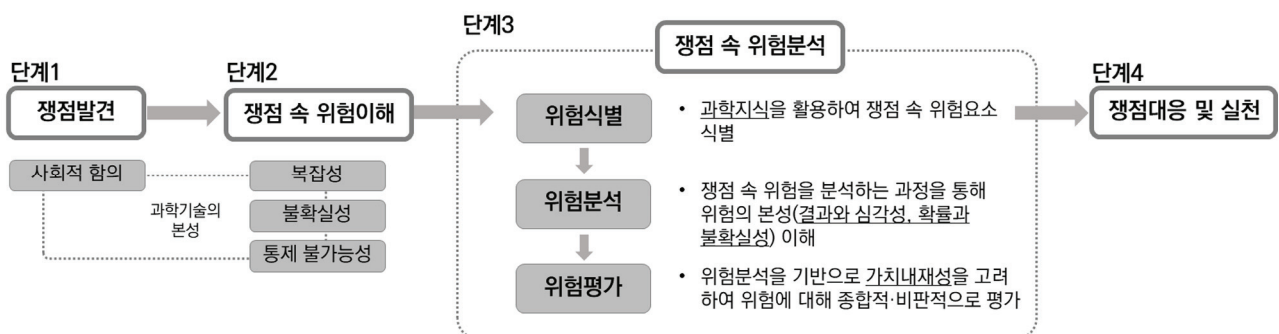 단계1
쟁점발견
사회적 함의
과학기술의
본성
단계2
쟁점 속 위험이해
복잡성
불확실성
통제 불가능성
단계3
쟁점 속 위험분석
위험식별
• 과학지식을 활용하여 쟁점 속 위험요소
식별
위험분석
• 쟁점 속 위험을 분석하는 과정을 통해
위험의 본성(결과와 심각성, 확률과
불확실성) 이해
위험평가
• 위험분석을 기반으로 가치내재성을 고려
하여 위험에 대해 종합적·비판적으로 평가
단계4
쟁점대응 및 실천